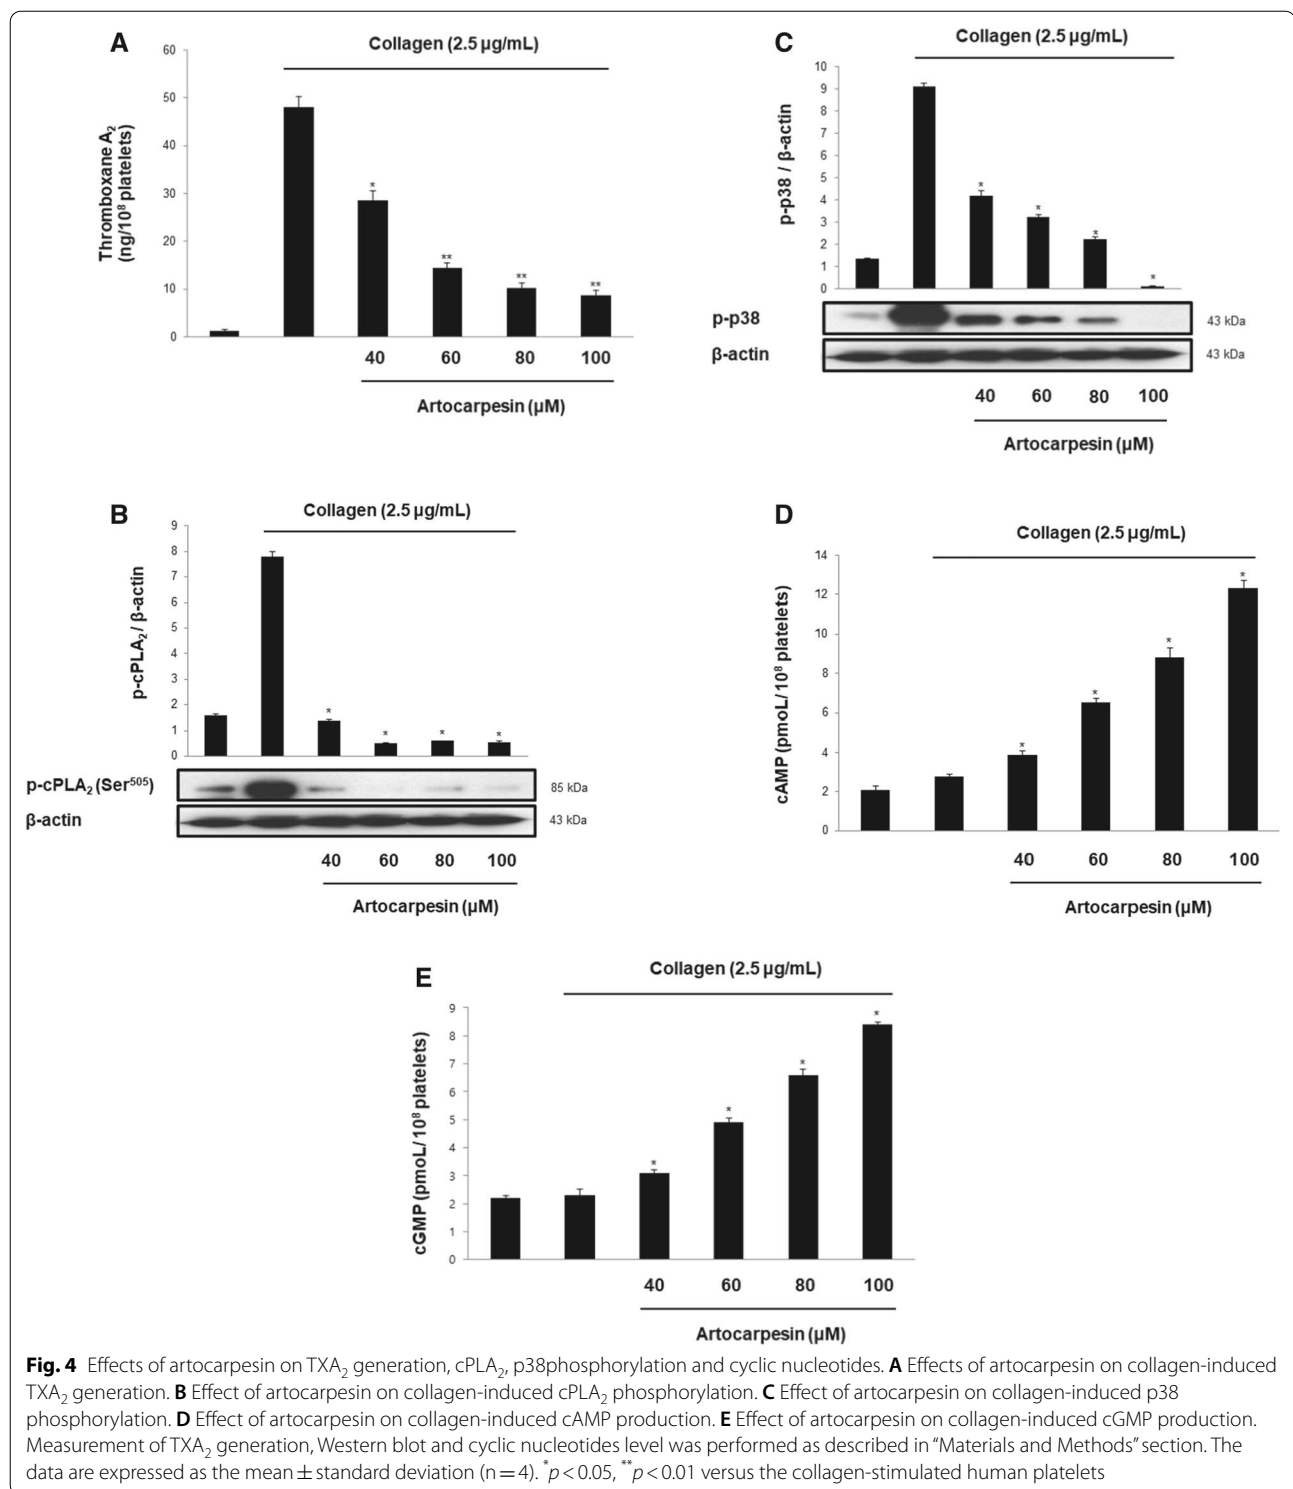 A
Collagen (2.5 µg/mL)
60
50
40
30
20
10
0
Thromboxane A₂
(ng/10⁸ platelets)
*
**
**
**
40 60 80 100
Artocarpesin (µM)
C
Collagen (2.5 µg/mL)
10
9
8
7
6
5
4
3
2
1
0
p-p38 / β-actin
*
*
*
*
p-p38 43 kDa
β-actin 43 kDa
40 60 80 100
Artocarpesin (µM)
B
Collagen (2.5 µg/mL)
9
8
7
6
5
4
3
2
1
0
p-cPLA₂ / β-actin
*
*
*
*
p-cPLA₂ (Ser⁵⁰⁵) 85 kDa
β-actin 43 kDa
40 60 80 100
Artocarpesin (µM)
D
Collagen (2.5 µg/mL)
14
12
10
8
6
4
2
0
cAMP (pmoL/ 10⁸ platelets)
*
*
*
*
40 60 80 100
Artocarpesin (µM)
E
Collagen (2.5 µg/mL)
9
8
7
6
5
4
3
2
1
0
cGMP (pmoL/ 10⁸ platelets)
*
*
*
*
40 60 80 100
Artocarpesin (µM)
Fig. 4 Effects of artocarpesin on TXA₂ generation, cPLA₂, p38phosphorylation and cyclic nucleotides. A Effects of artocarpesin on collagen-induced
TXA₂ generation. B Effect of artocarpesin on collagen-induced cPLA₂ phosphorylation. C Effect of artocarpesin on collagen-induced p38
phosphorylation. D Effect of artocarpesin on collagen-induced cAMP production. E Effect of artocarpesin on collagen-induced cGMP production.
Measurement of TXA₂ generation, Western blot and cyclic nucleotides level was performed as described in “Materials and Methods” section. The
data are expressed as the mean ± standard deviation (n = 4). *p < 0.05, **p < 0.01 versus the collagen-stimulated human platelets